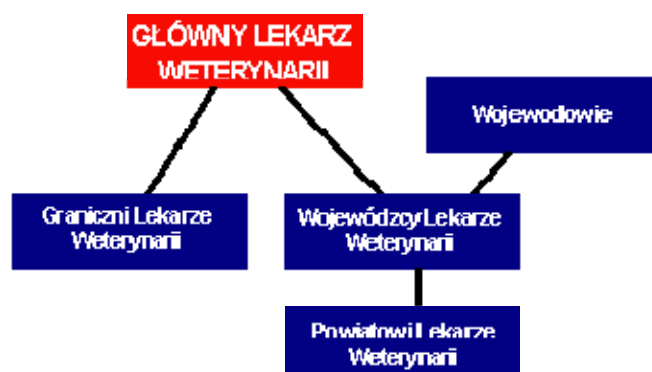 GŁÓWNY LEKARZ
WETERYNARII
Wojewodowie
Graniczni Lekarze
Weterynarii
Wojewódzcy Lekarze
Weterynarii
Powiatowi Lekarze
Weterynarii